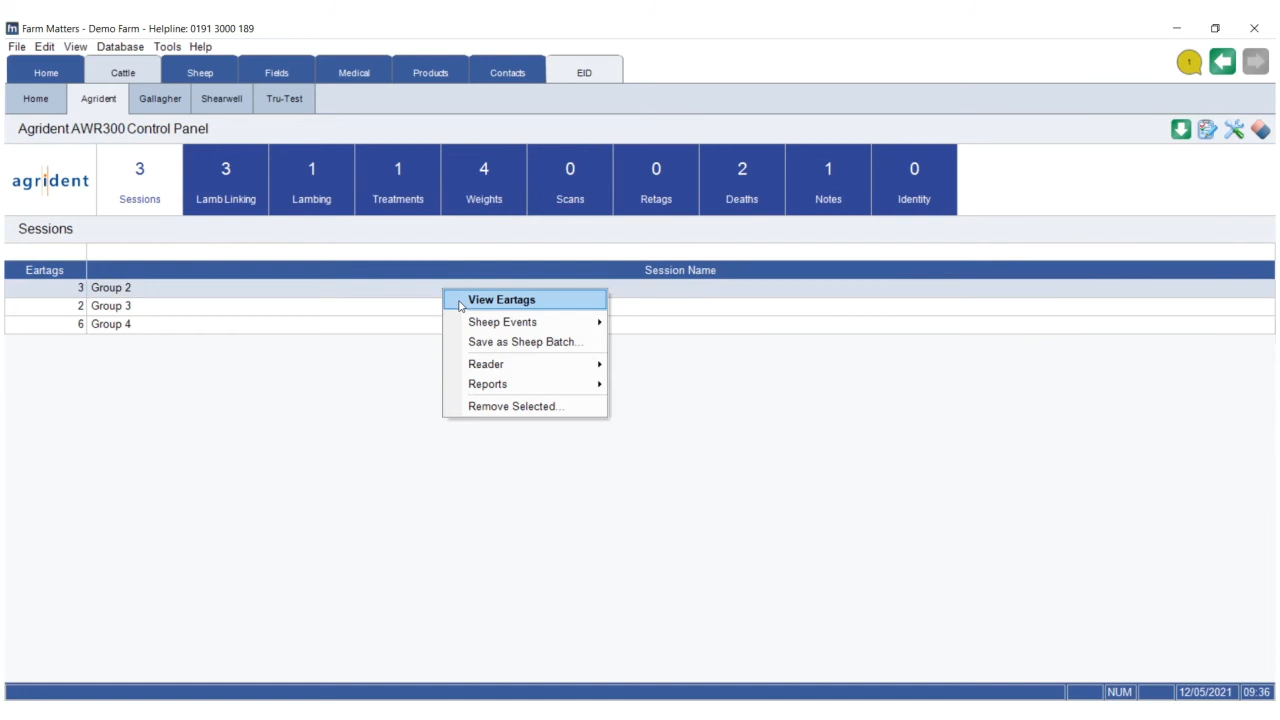 Farm Matters - Demo Farm - Helpline: 0191 3000 189
File Edit View Database Tools Help
Home Cattle Sheep Fields Medical Products Contacts EID
1
Home Agrident Gallagher Shearwell Tru-Test
Agrident AWR300 Control Panel
agrident
3 3 1 1 4 0 0 2 1 0
Sessions Lamb Linking Lambing Treatments Weights Scans Retags Deaths Notes Identity
Sessions
Eartags Session Name
3 Group 2
2 Group 3
6 Group 4
View Eartags
Sheep Events
Save as Sheep Batch...
Reader
Reports
Remove Selected...
NUM 12/05/2021 09:36